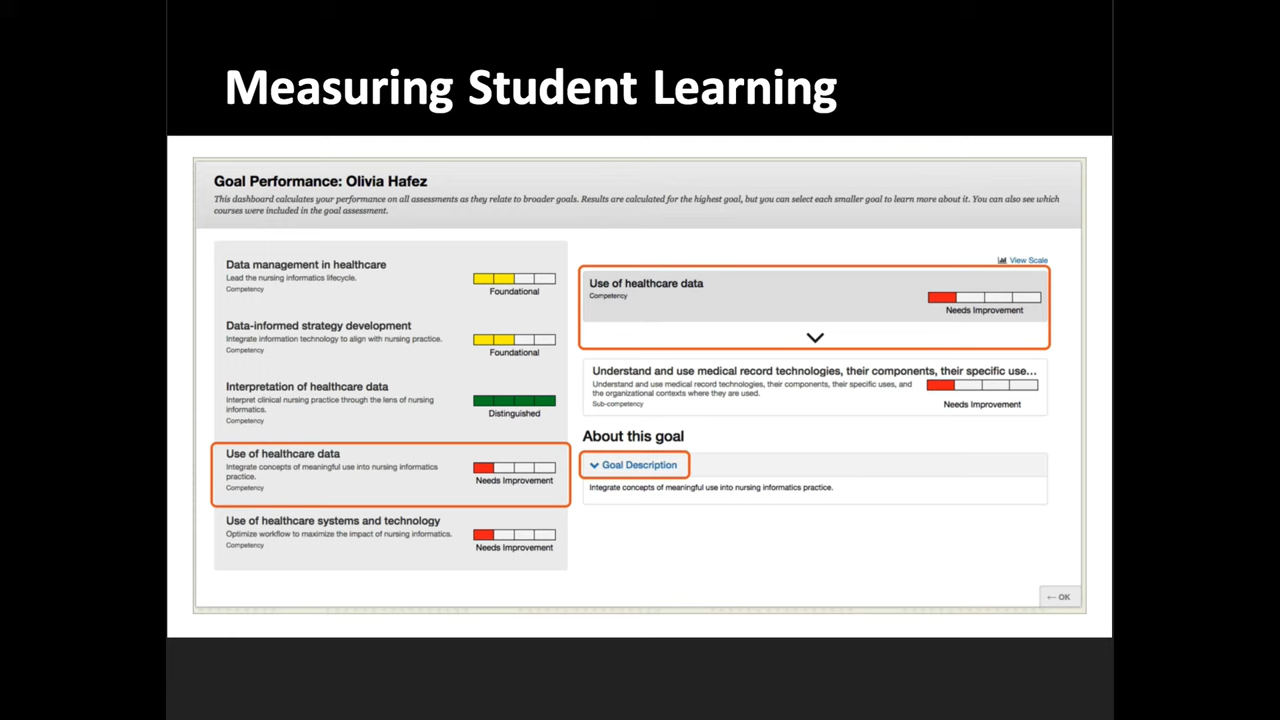 Measuring Student Learning
Goal Performance: Olivia Hafez
This dashboard calculates your performance on all assessments as they relate to broader goals. Results are calculated for the highest goal, but you can select each smaller goal to learn more about it. You can also see which
courses were included in the goal assessment.
Data management in healthcare
Lead the nursing informatics lifecycle.
Competency
Foundational
Data-informed strategy development
Integrate information technology to align with nursing practice.
Competency
Foundational
Interpretation of healthcare data
Interpret clinical nursing practice through the lens of nursing
informatics.
Competency
Distinguished
Use of healthcare data
Integrate concepts of meaningful use into nursing informatics
practice.
Competency
Needs Improvement
Use of healthcare systems and technology
Optimize workflow to maximize the impact of nursing informatics.
Competency
Needs Improvement
View Scale
Use of healthcare data
Competency
Needs Improvement
Understand and use medical record technologies, their components, their specific use...
Understand and use medical record technologies, their components, their specific uses, and
the organizational contexts where they are used.
Sub-competency
Needs Improvement
About this goal
Goal Description
Integrate concepts of meaningful use into nursing informatics practice.
← OK